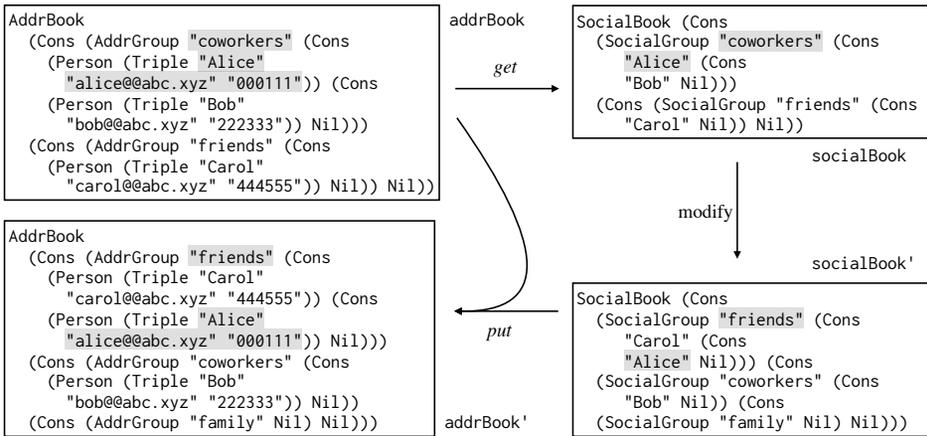 AddrBook
(Cons (AddrGroup "coworkers" (Cons
(Person (Triple "Alice"
"alice@@abc.xyz" "000111")) (Cons
(Person (Triple "Bob"
"bob@@abc.xyz" "222333")) Nil)))
(Cons (AddrGroup "friends" (Cons
(Person (Triple "Carol"
"carol@@abc.xyz" "444555")) Nil)) Nil))
addrBook
get
SocialBook (Cons
(SocialGroup "coworkers" (Cons
"Alice" (Cons
"Bob" Nil)))
(Cons (SocialGroup "friends" (Cons
"Carol" Nil)) Nil))
socialBook
modify
socialBook'
AddrBook
(Cons (AddrGroup "friends" (Cons
(Person (Triple "Carol"
"carol@@abc.xyz" "444555")) (Cons
(Person (Triple "Alice"
"alice@@abc.xyz" "000111")) Nil)))
(Cons (AddrGroup "coworkers" (Cons
(Person (Triple "Bob"
"bob@@abc.xyz" "222333")) Nil))
(Cons (AddrGroup "family" Nil) Nil)))
addrBook'
put
SocialBook (Cons
(SocialGroup "friends" (Cons
"Carol" (Cons
"Alice" Nil))) (Cons
(SocialGroup "coworkers" (Cons
"Bob" Nil)) (Cons
(SocialGroup "family" Nil) Nil)))